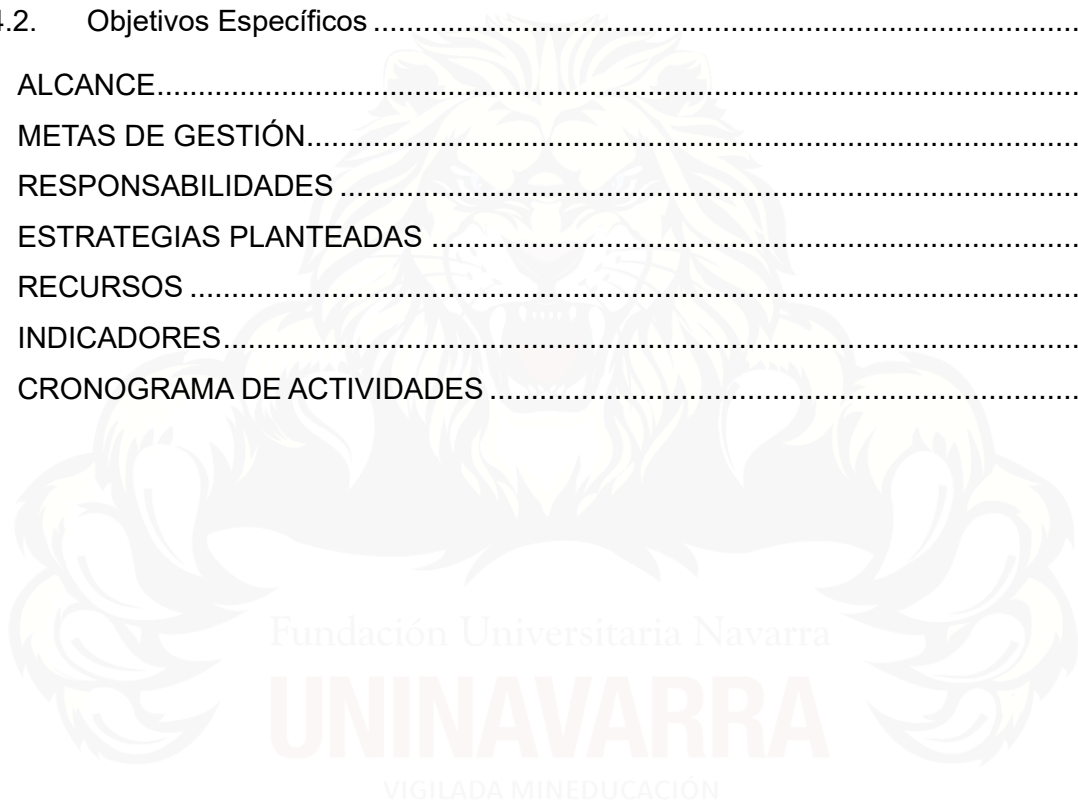 4.2. Objetivos Específicos ........................................................................................
ALCANCE................................................................................................................
METAS DE GESTIÓN..............................................................................................
RESPONSABILIDADES ..........................................................................................
ESTRATEGIAS PLANTEADAS ...............................................................................
RECURSOS ............................................................................................................
INDICADORES........................................................................................................
CRONOGRAMA DE ACTIVIDADES ........................................................................
Fundación Universitaria Navarra
UNINAVARRA
VIGILADA MINEDUCACIÓN